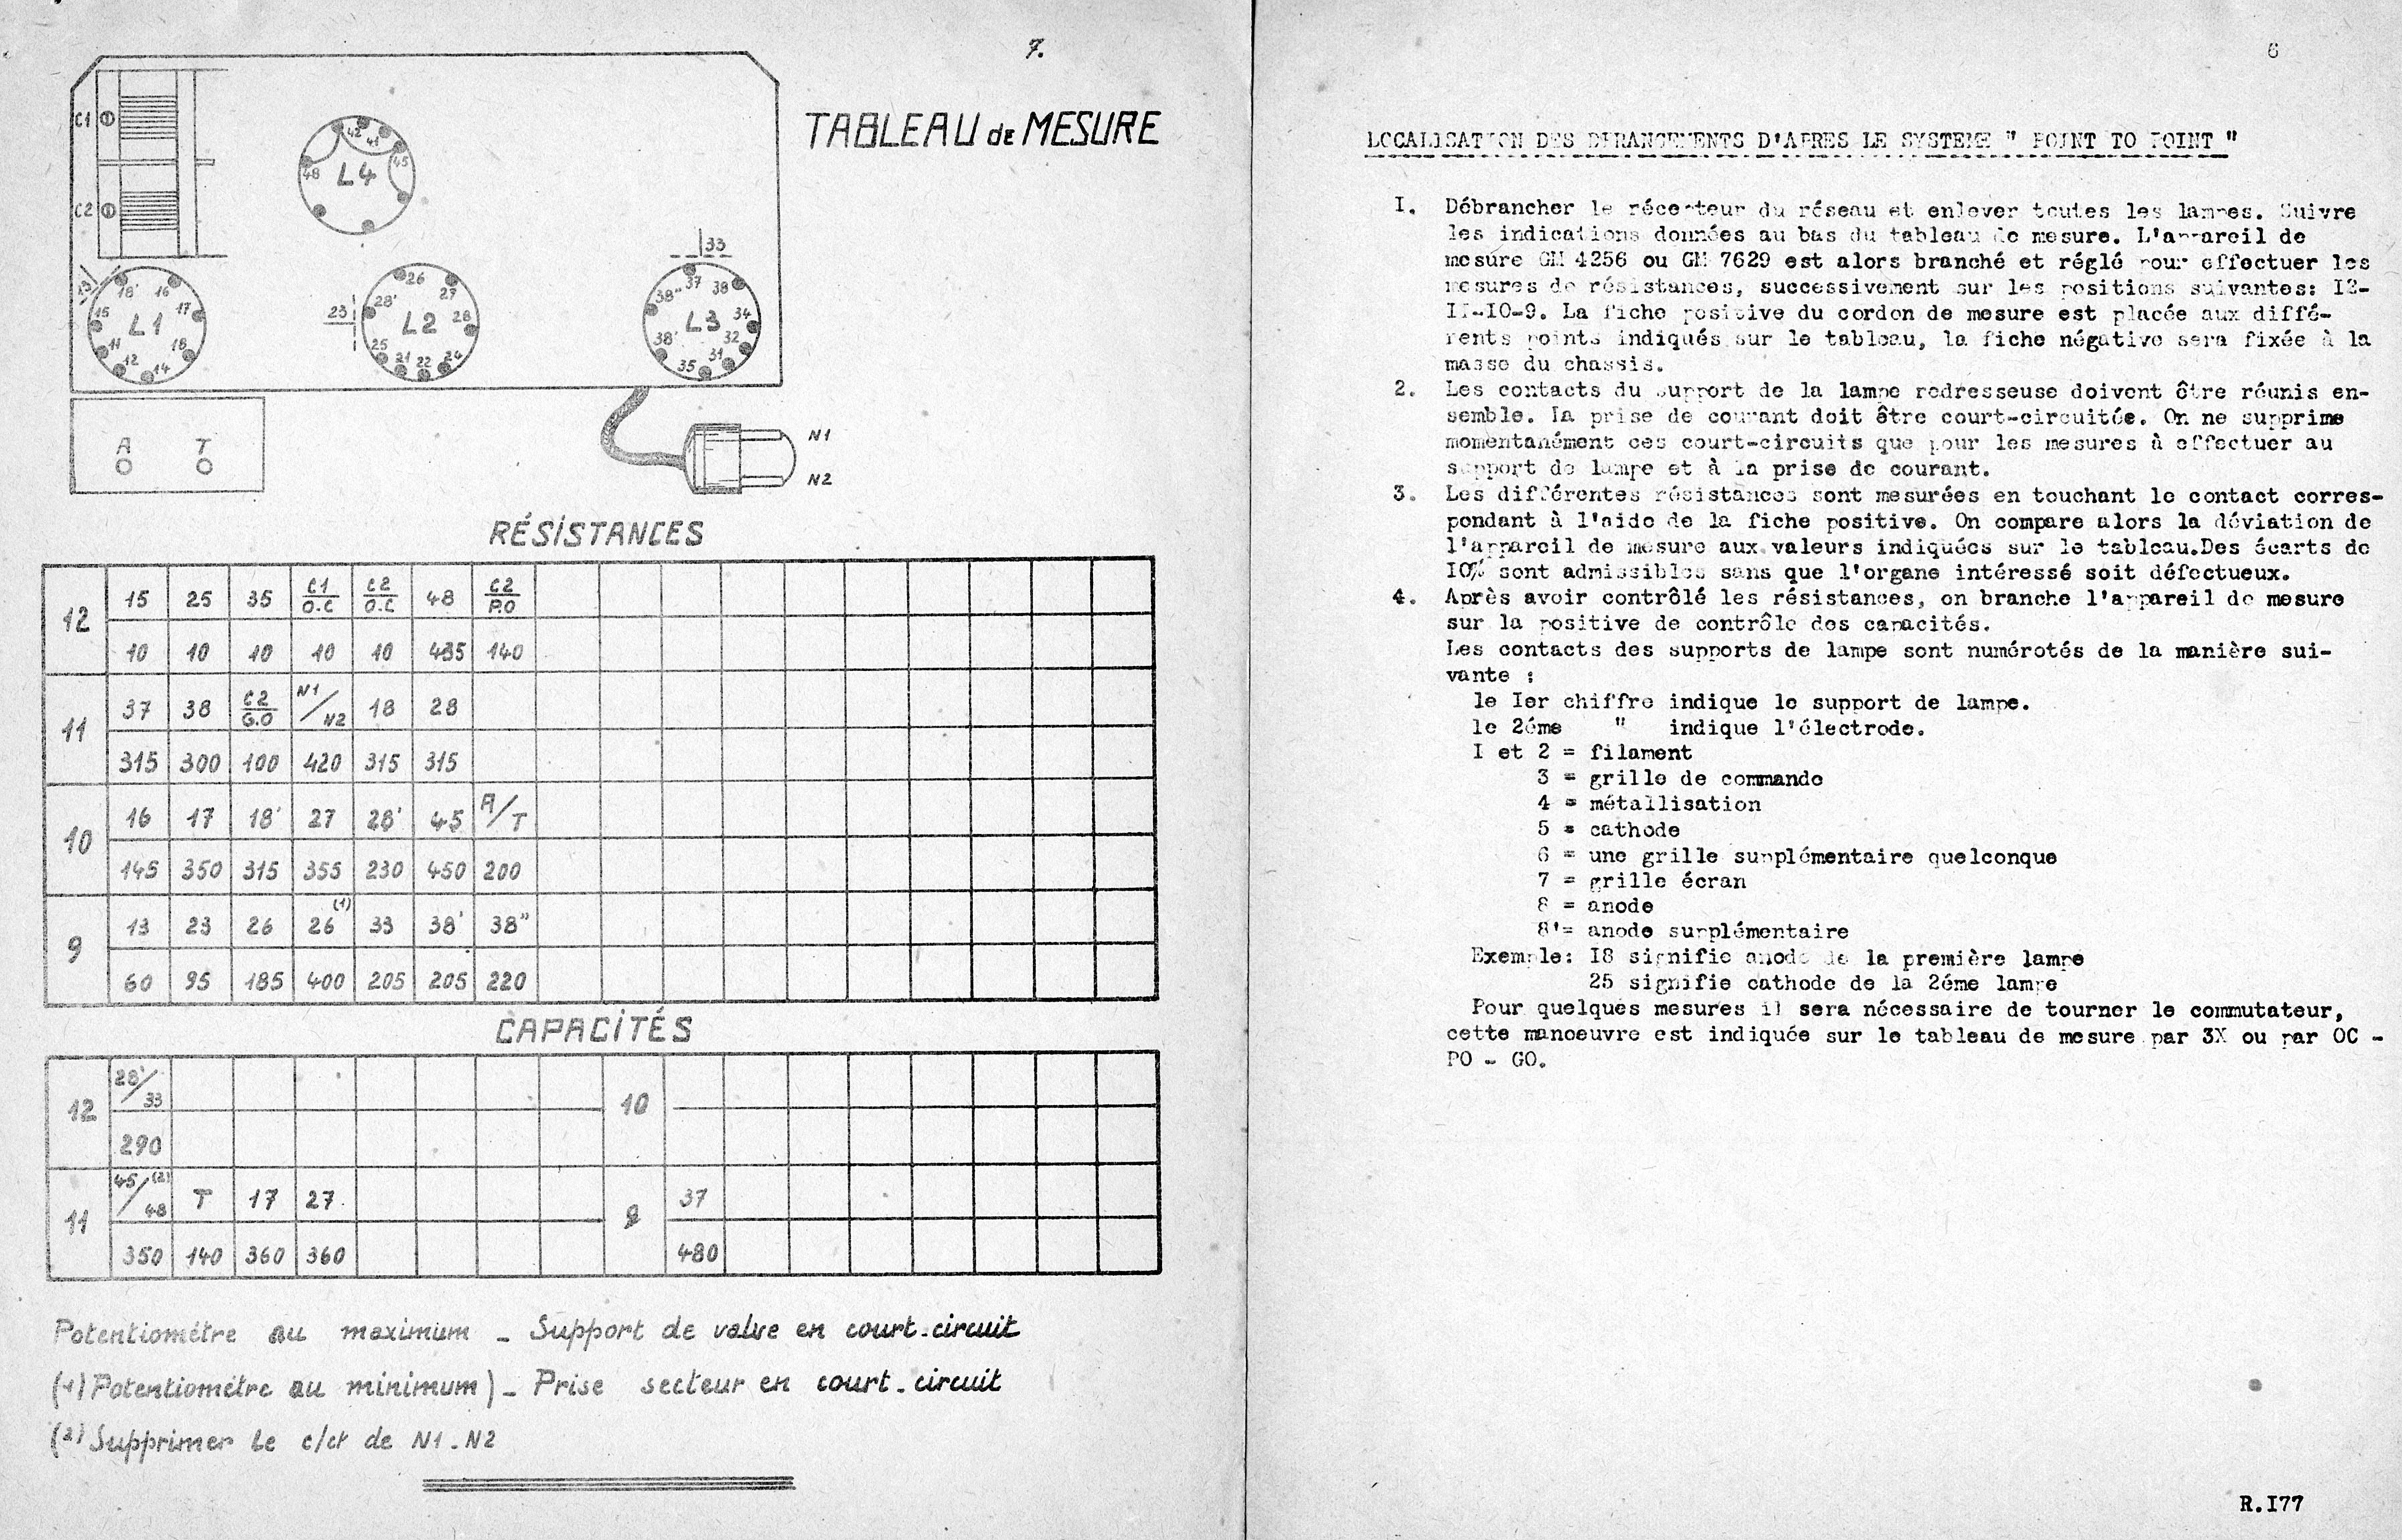 7.
TABLEAU de MESURE
C1
C2
42 41
48 L4 45
33
13 18' 16
15 L1 17
11 18
12 14
26
23 28' 27
L2 28
25 21 22 24
37 38
38" L3 34
38' 32
35 31
A T
N1
N2
RÉSISTANCES
12 15 25 35 C1/O.C C2/O.C 48 C2/P.O
10 10 10 10 10 435 140
11 37 38 C2/G.O N1/N2 18 28
315 300 100 420 315 315
10 16 17 18' 27 28' 45 A/T
145 350 315 355 230 450 200
9 13 23 26 26(1) 33 38' 38"
60 95 185 400 205 205 220
CAPACITÉS
12 28'/33 10
290
11 45/48(2) T 17 27 9 37
350 140 360 360 480
Potentiomètre au maximum _ Support de valve en court-circuit
(1) Potentiomètre au minimum) _ Prise secteur en court-circuit
(2) Supprimer le c/ct de N1-N2
6
LOCALISATION DES DERANGEMENTS D'APRES LE SYSTEME " POINT TO POINT "
I. Débrancher le récepteur du réseau et enlever toutes les lampes. Suivre
les indications données au bas du tableau de mesure. L'appareil de
mesure GM 4256 ou GM 7629 est alors branché et réglé pour effectuer les
mesures de résistances, successivement sur les positions suivantes: I2-
II-IO-9. La fiche positive du cordon de mesure est placée aux diffé-
rents points indiqués sur le tableau, la fiche négative sera fixée à la
masse du chassis.
2. Les contacts du support de la lampe redresseuse doivent être réunis en-
semble. La prise de courant doit être court-circuitée. On ne supprime
momentanément ces court-circuits que pour les mesures à effectuer au
support de lampe et à la prise de courant.
3. Les différentes résistances sont mesurées en touchant le contact corres-
pondant à l'aide de la fiche positive. On compare alors la déviation de
l'appareil de mesure aux valeurs indiquées sur le tableau.Des écarts de
IO% sont admissibles sans que l'organe intéressé soit défectueux.
4. Après avoir contrôlé les résistances, on branche l'appareil de mesure
sur la positive de contrôle des capacités.
Les contacts des supports de lampe sont numérotés de la manière sui-
vante :
le Ier chiffre indique le support de lampe.
le 2éme " indique l'électrode.
I et 2 = filament
3 = grille de commande
4 = métallisation
5 = cathode
6 = une grille supplémentaire quelconque
7 = grille écran
8 = anode
8'= anode supplémentaire
Exemple: I8 signifie anode de la première lampe
25 signifie cathode de la 2éme lampe
Pour quelques mesures il sera nécessaire de tourner le commutateur,
cette manoeuvre est indiquée sur le tableau de mesure par 3X ou par OC -
PO - GO.
R.I77